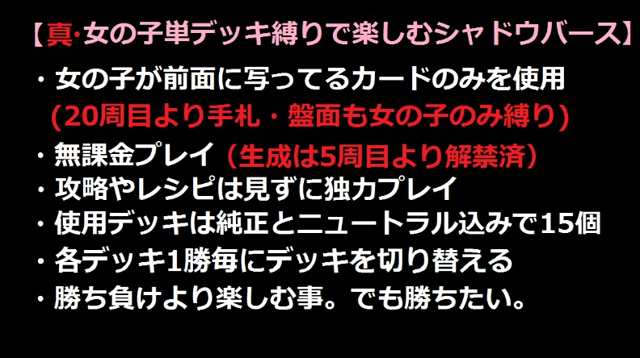 【真・女の子単デッキ縛りで楽しむシャドウバース】
・女の子が前面に写ってるカードのみを使用
(20周目より手札・盤面も女の子のみ縛り)
・無課金プレイ（生成は5周目より解禁済）
・攻略やレシピは見ずに独力プレイ
・使用デッキは純正とニュートラル込みで15個
・各デッキ1勝毎にデッキを切り替える
・勝ち負けより楽しむ事。でも勝ちたい。